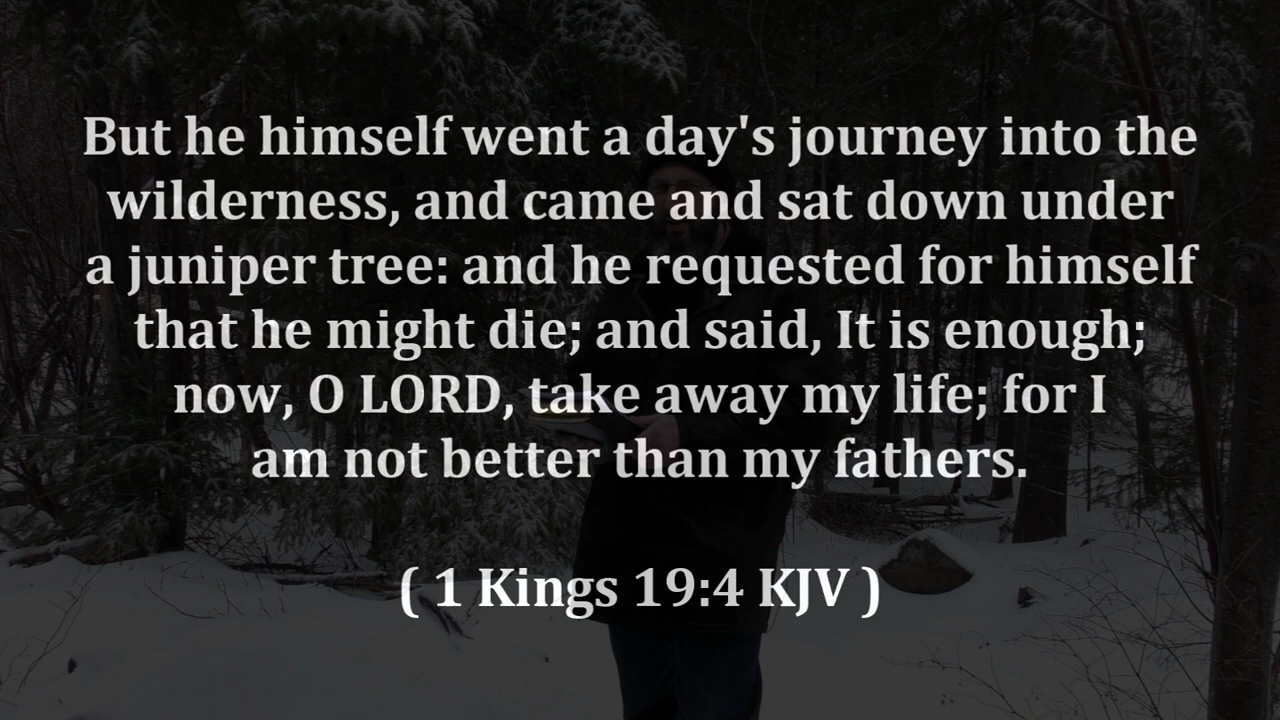 But he himself went a day's journey into the
wilderness, and came and sat down under
a juniper tree: and he requested for himself
that he might die; and said, It is enough;
now, O LORD, take away my life; for I
am not better than my fathers.
( 1 Kings 19:4 KJV )